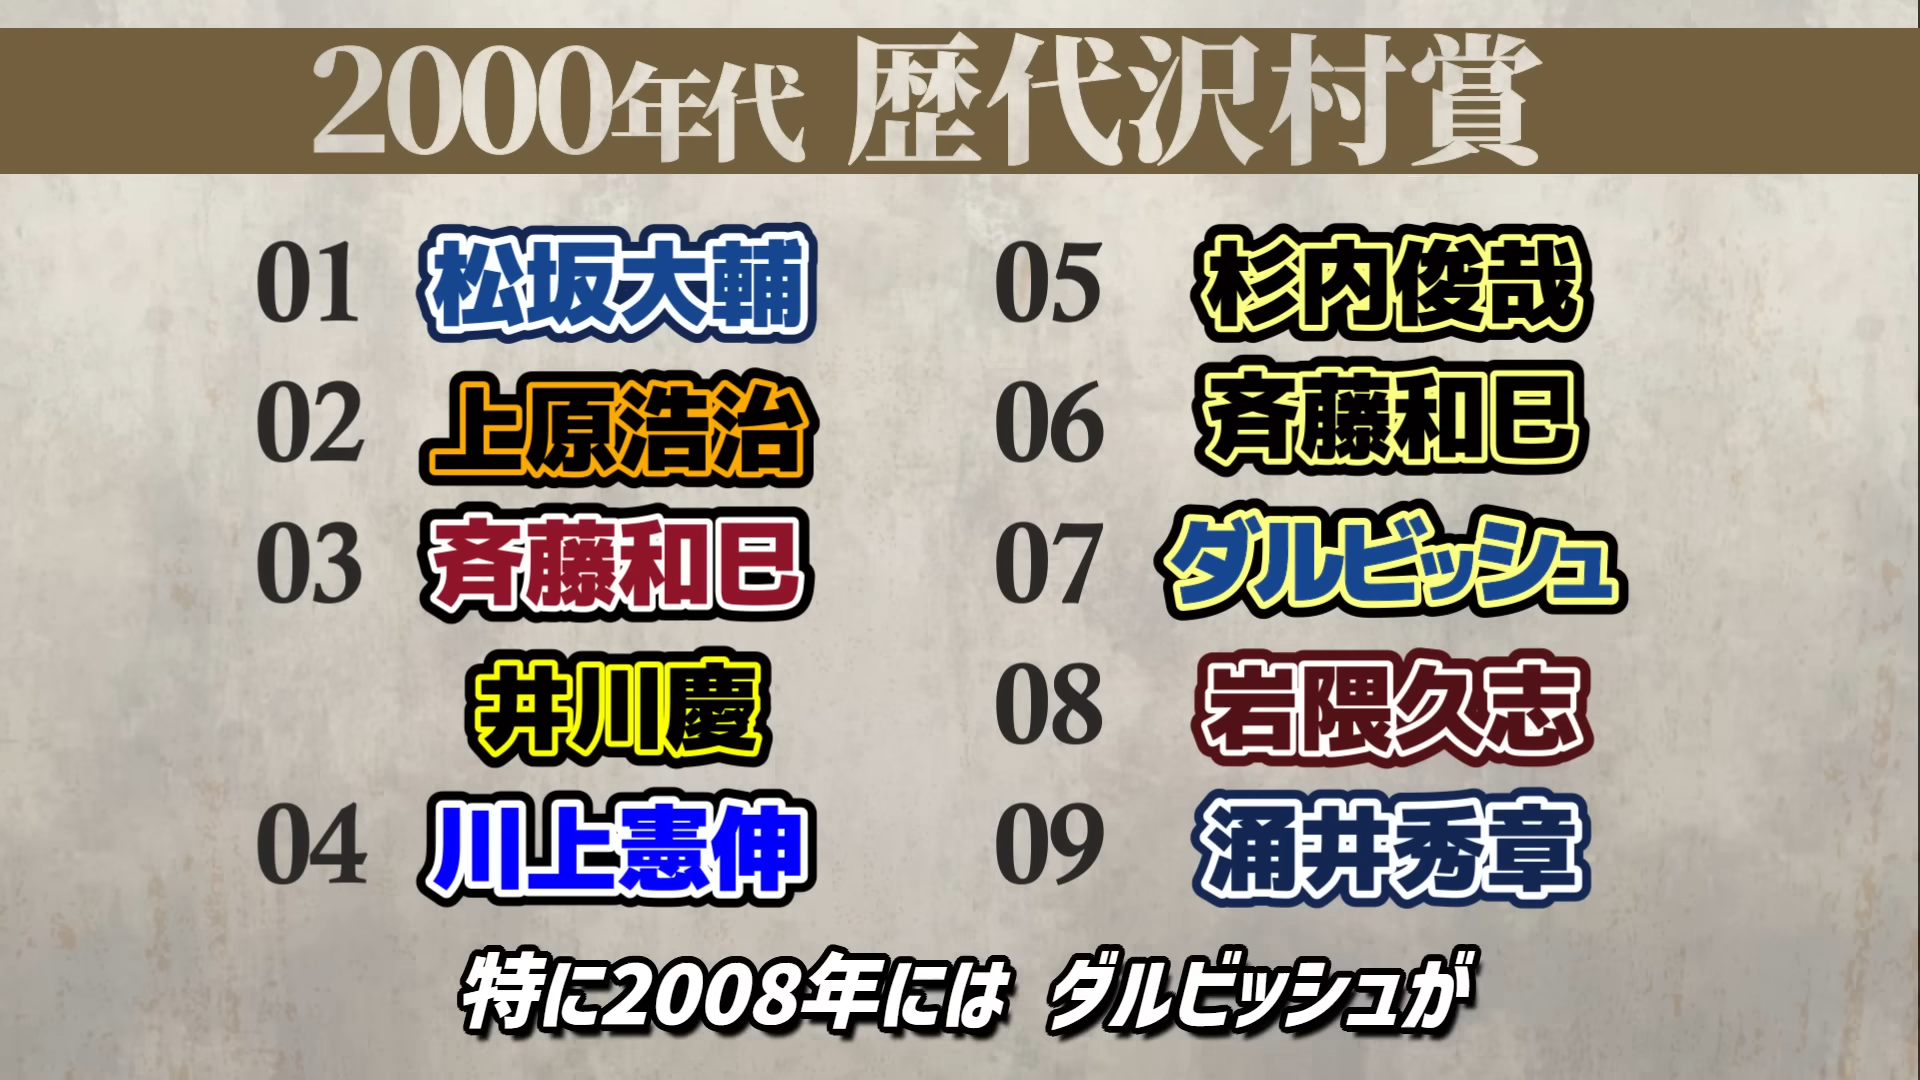 2000年代 歴代沢村賞
01 松坂大輔
02 上原浩治
03 斉藤和巳
井川慶
04 川上憲伸
05 杉内俊哉
06 斉藤和巳
07 ダルビッシュ
08 岩隈久志
09 涌井秀章
特に2008年には ダルビッシュが